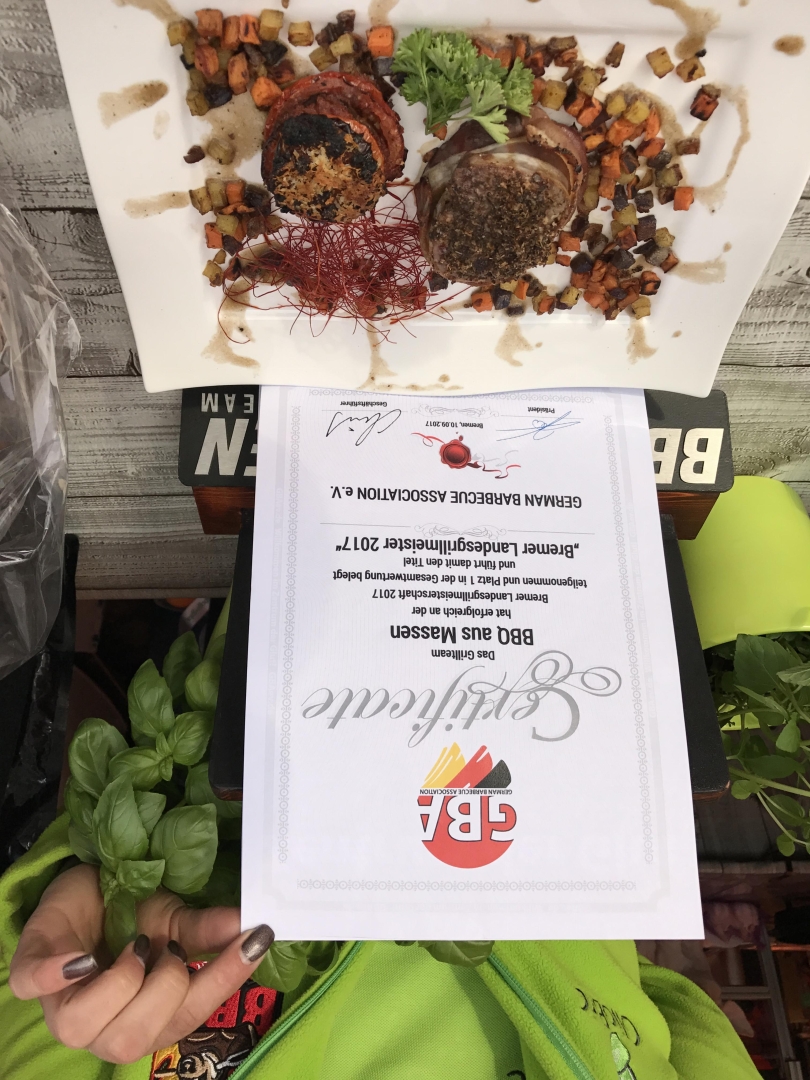 GBA
GERMAN BARBECUE ASSOCIATION
Certificate
Das Grillteam
BBQ aus Massen
hat erfolgreich an der
Bremer Landesgrillmeisterschaft 2017
teilgenommen und Platz 1 in der Gesamtwertung belegt
und führt damit den Titel
„Bremer Landesgrillmeister 2017“
GERMAN BARBECUE ASSOCIATION e.V.
Bremen, 10.09.2017
Präsident
Geschäftsführer